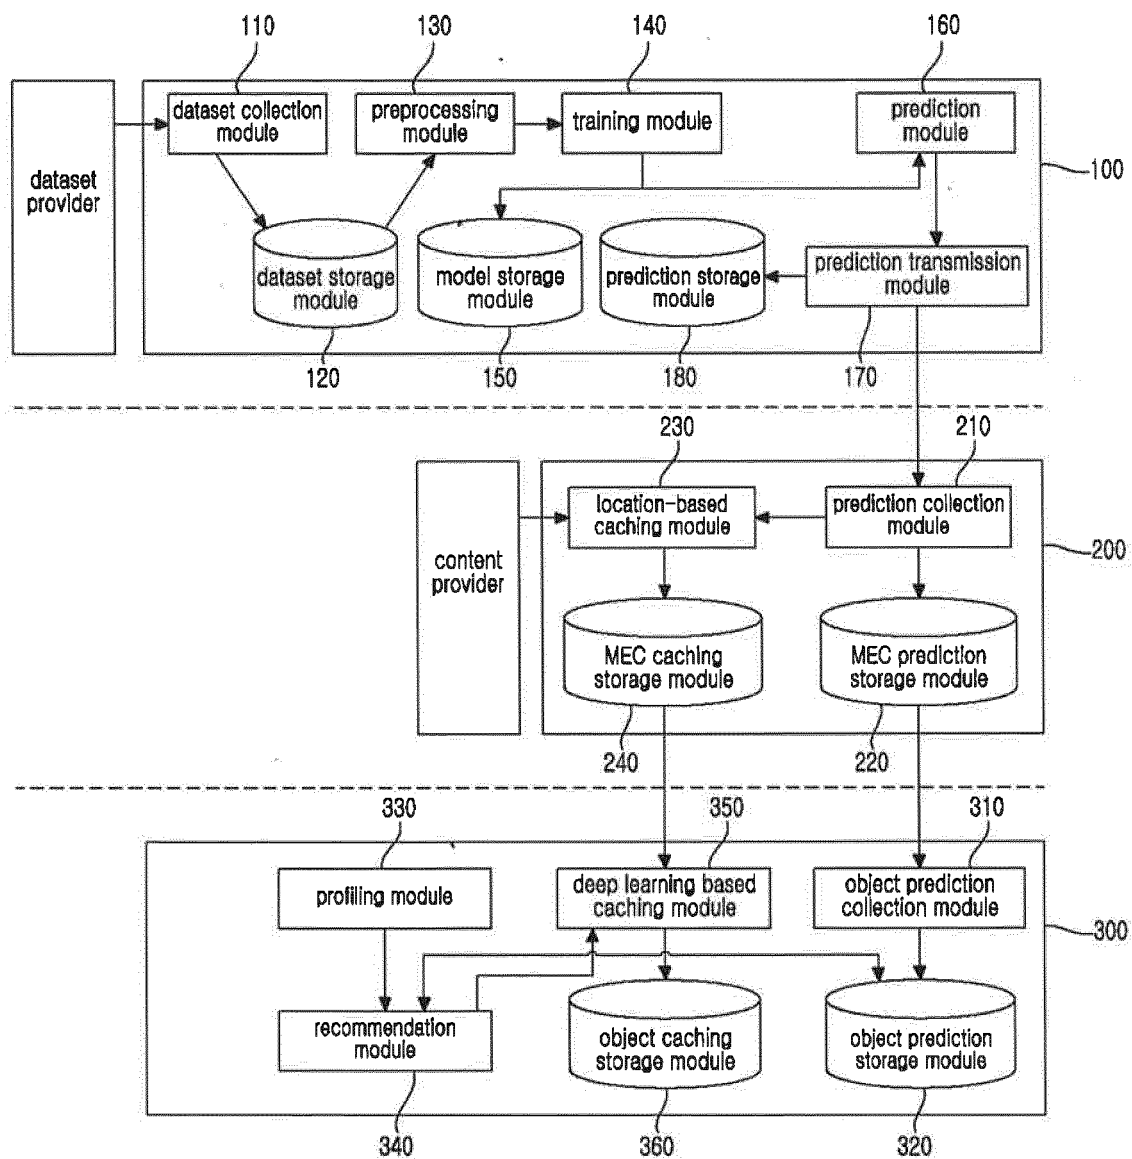 110
130
140
160
dataset collection
module
preprocessing
module
training module
prediction
module
100
dataset
provider
dataset storage
module
model storage
module
prediction storage
module
prediction transmission
module
120
150
180
170
230
210
location-based
caching module
prediction collection
module
200
content
provider
MEC caching
storage module
MEC prediction
storage module
240
220
330
350
310
profiling module
deep learning based
caching module
object prediction
collection module
300
recommendation
module
object caching
storage module
object prediction
storage module
340
360
320